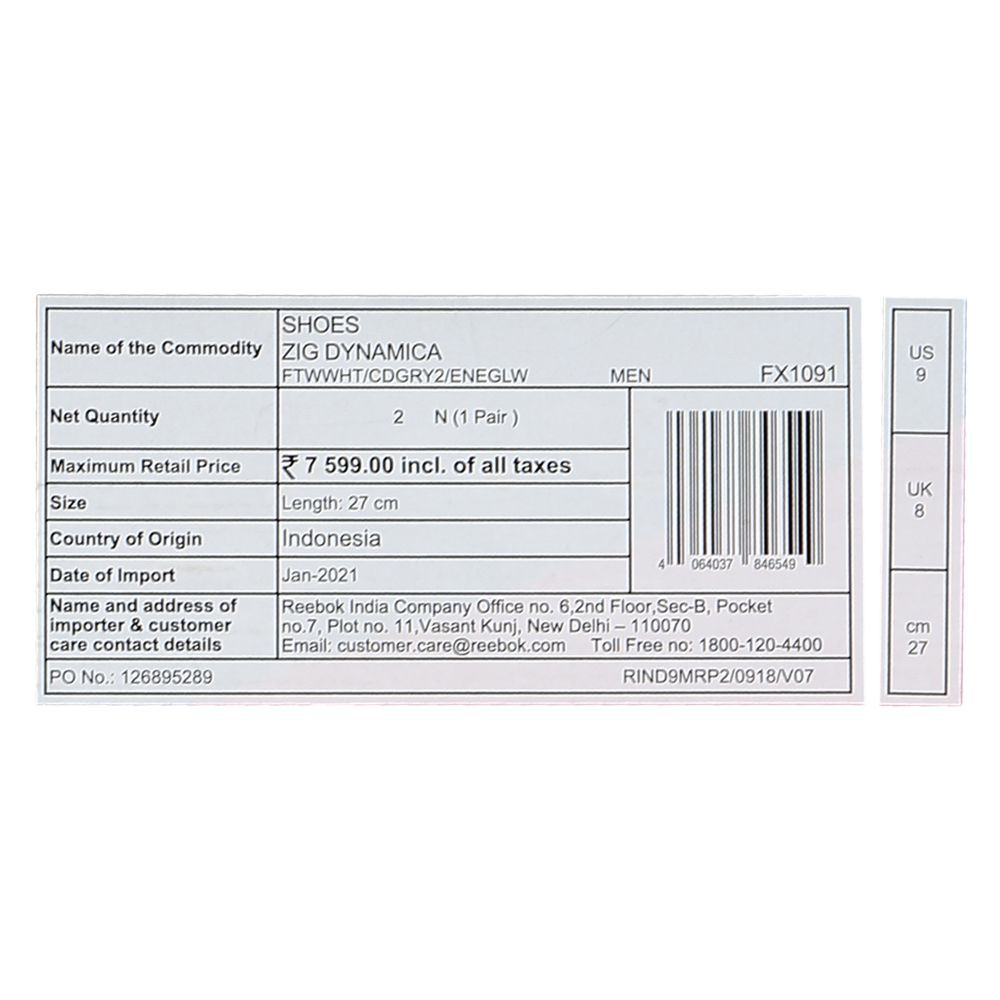 Name of the Commodity
SHOES
ZIG DYNAMICA
FTWWHT/CDGRY2/ENEGLW MEN FX1091
Net Quantity 2 N (1 Pair )
Maximum Retail Price ₹ 7 599.00 incl. of all taxes
Size Length: 27 cm
Country of Origin Indonesia
Date of Import Jan-2021
4 064037 846549
Name and address of
importer & customer
care contact details
Reebok India Company Office no. 6,2nd Floor,Sec-B, Pocket
no.7, Plot no. 11,Vasant Kunj, New Delhi – 110070
Email: customer.care@reebok.com Toll Free no: 1800-120-4400
PO No.: 126895289 RIND9MRP2/0918/V07
US
9
UK
8
cm
27